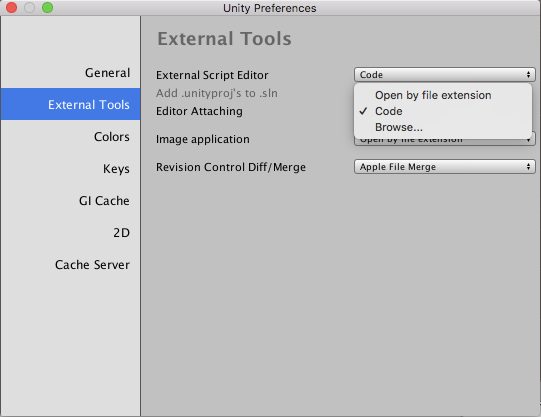 Unity Preferences
General
External Tools
Colors
Keys
GI Cache
2D
Cache Server
External Tools
External Script Editor
Code
Add .unityproj's to .sln
Editor Attaching
Open by file extension
✓ Code
Browse...
Image application
Open by file extension
Revision Control Diff/Merge
Apple File Merge